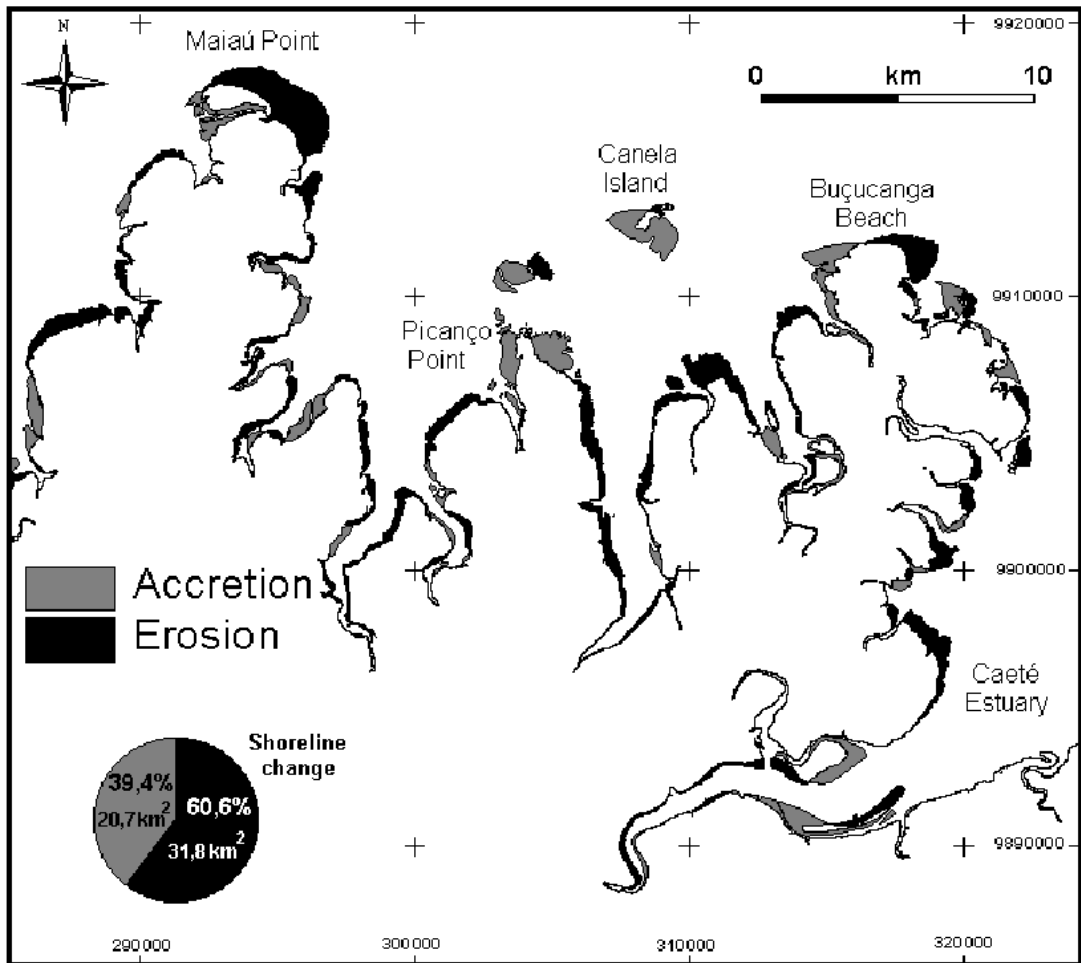 N
Maiaú Point
9920000
0 km 10
Canela
Island
Buçucanga
Beach
9910000
Picanço
Point
Accretion
Erosion
9900000
Caeté
Estuary
Shoreline
change
39,4%
20,7km²
60,6%
31,8km²
9890000
290000 300000 310000 320000